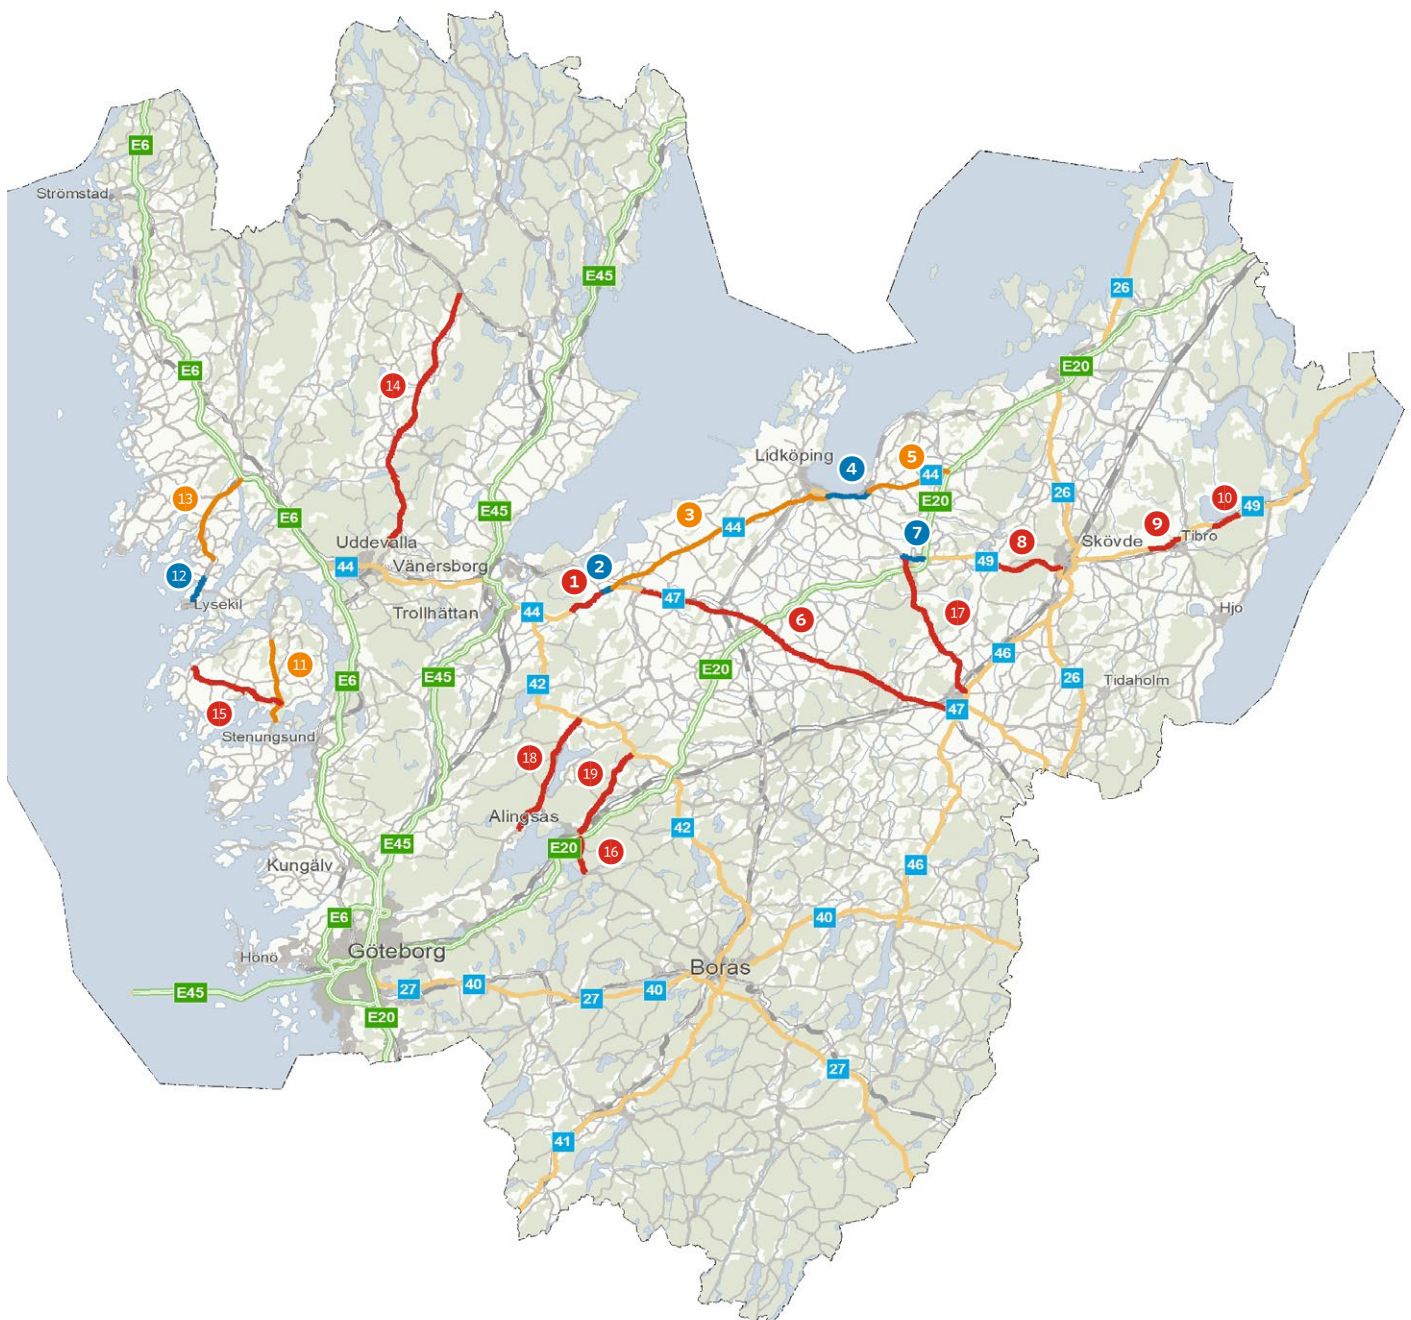 E6
Strömstad
E45
26
E6
E20
14
Lidköping
4
5
44
E20
26
13
E6
E45
3
44
10
49
9
Skövde
Tibro
8
49
7
Uddevalla
44
Vänersborg
12
Lysekil
Trollhättan
1
2
44
47
6
17
Hjo
46
26
Tidaholm
11
E6
E45
42
E20
15
47
Stenungsund
18
19
Alingsås
42
E20
16
E45
Kungälv
46
E6
40
Göteborg
Hönö
Borås
E45
27
40
27
40
E20
27
41